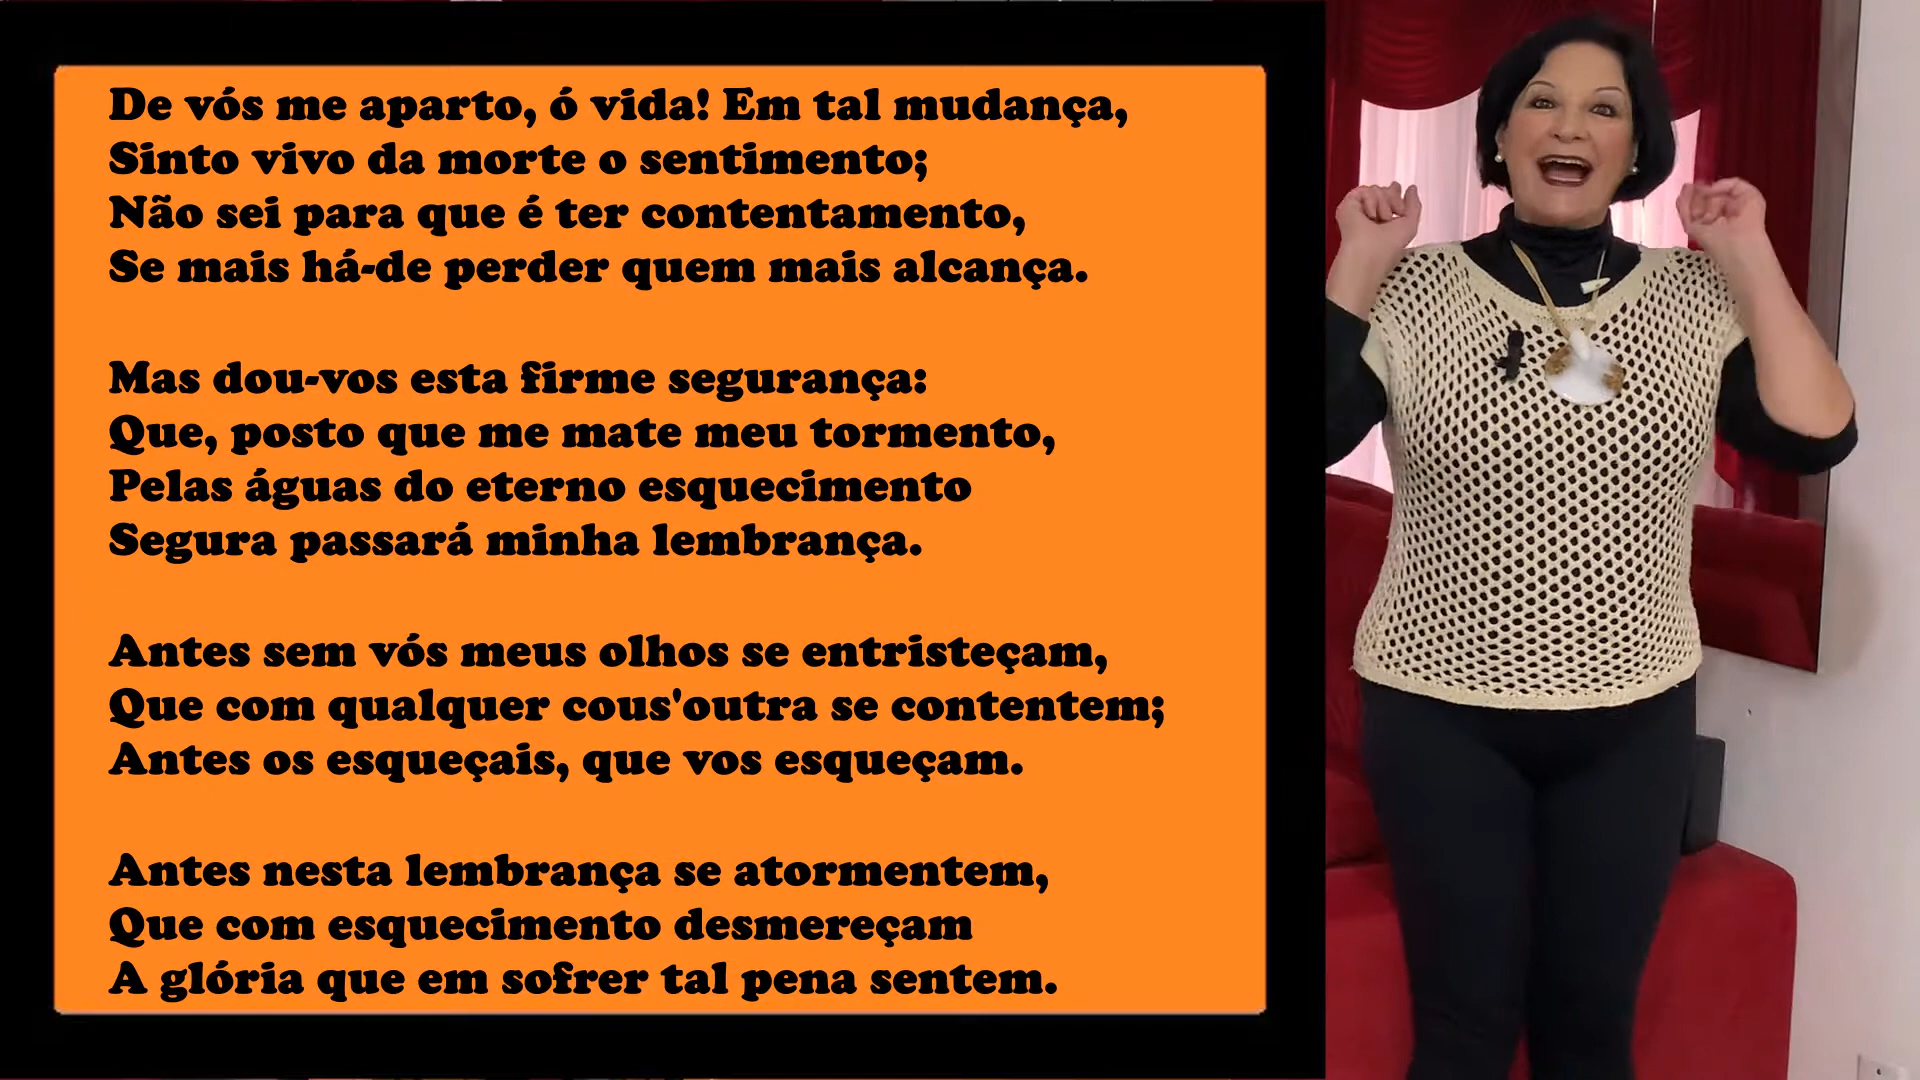 De vós me aparto, ó vida! Em tal mudança,
Sinto vivo da morte o sentimento;
Não sei para que é ter contentamento,
Se mais há-de perder quem mais alcança.
Mas dou-vos esta firme segurança:
Que, posto que me mate meu tormento,
Pelas águas do eterno esquecimento
Segura passará minha lembrança.
Antes sem vós meus olhos se entristeçam,
Que com qualquer cous'outra se contentem;
Antes os esqueçais, que vos esqueçam.
Antes nesta lembrança se atormentem,
Que com esquecimento desmereçam
A glória que em sofrer tal pena sentem.